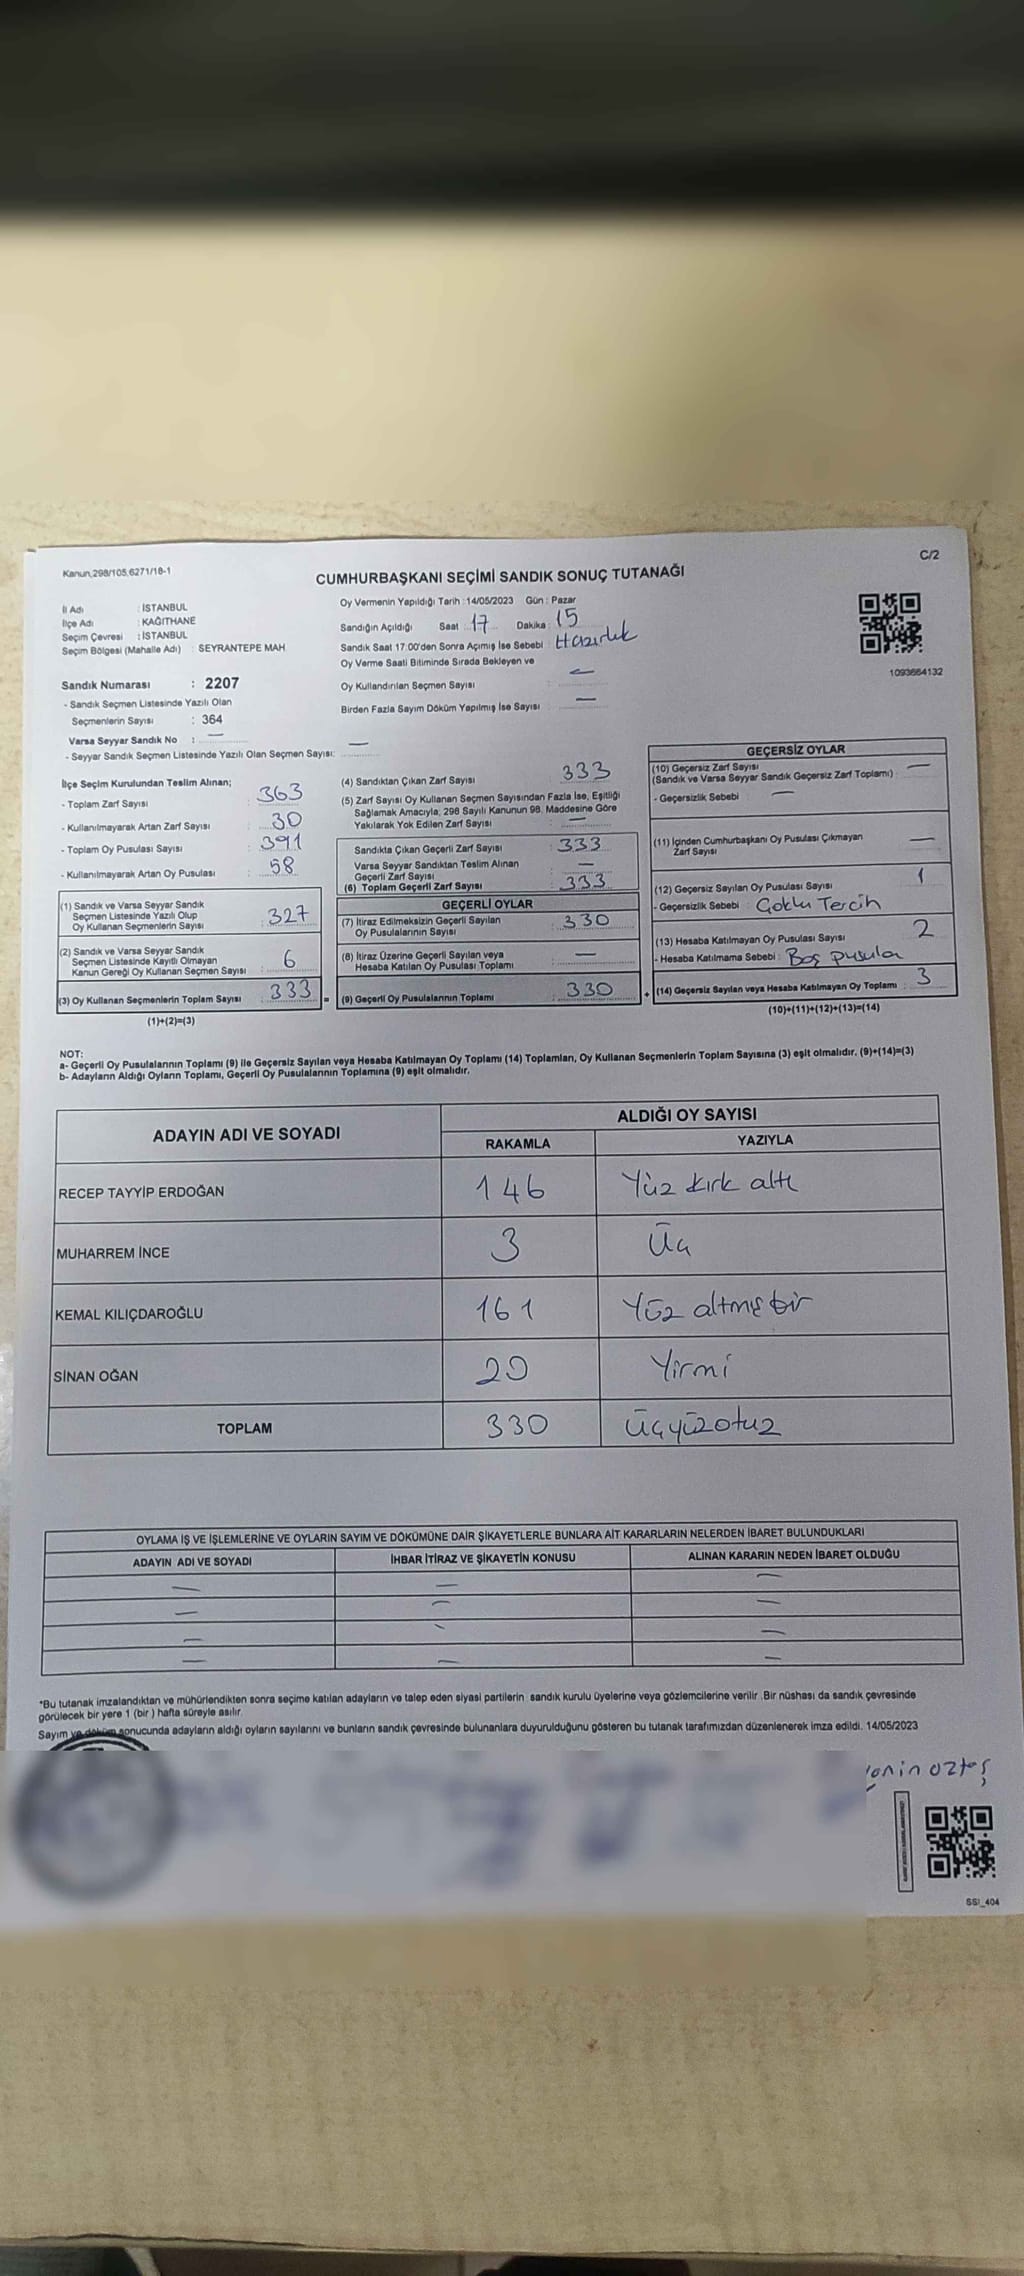 Kanun,298/105,6271/18-1
C/2
CUMHURBAŞKANI SEÇİMİ SANDIK SONUÇ TUTANAĞI
İl Adı : İSTANBUL
İlçe Adı : KAĞITHANE
Seçim Çevresi : İSTANBUL
Seçim Bölgesi (Mahalle Adı) : SEYRANTEPE MAH
Sandık Numarası : 2207
- Sandık Seçmen Listesinde Yazılı Olan
Seçmenlerin Sayısı : 364
Varsa Seyyar Sandık No : —
- Seyyar Sandık Seçmen Listesinde Yazılı Olan Seçmen Sayısı: —
Oy Vermenin Yapıldığı Tarih : 14/05/2023 Gün : Pazar
Sandığın Açıldığı Saat : 17 Dakika : 15
Sandık Saat 17:00'den Sonra Açımış İse Sebebi : Hazırlık
Oy Verme Saati Bitiminde Sırada Bekleyen ve
Oy Kullandırılan Seçmen Sayısı : —
Birden Fazla Sayım Döküm Yapılmış İse Sayısı : —
1093664132
İlçe Seçim Kurulundan Teslim Alınan;
- Toplam Zarf Sayısı : 363
- Kullanılmayarak Artan Zarf Sayısı : 30
- Toplam Oy Pusulası Sayısı : 391
- Kullanılmayarak Artan Oy Pusulası : 58
(1) Sandık ve Varsa Seyyar Sandık
Seçmen Listesinde Yazılı Olup
Oy Kullanan Seçmenlerin Sayısı : 327
(2) Sandık ve Varsa Seyyar Sandık
Seçmen Listesinde Kayıtlı Olmayan
Kanun Gereği Oy Kullanan Seçmen Sayısı : 6
(3) Oy Kullanan Seçmenlerin Toplam Sayısı : 333 =
(1)+(2)=(3)
(4) Sandıktan Çıkan Zarf Sayısı : 333
(5) Zarf Sayısı Oy Kullanan Seçmen Sayısından Fazla İse, Eşitliği
Sağlamak Amacıyla, 298 Sayılı Kanunun 98. Maddesine Göre
Yakılarak Yok Edilen Zarf Sayısı : —
Sandıkta Çıkan Geçerli Zarf Sayısı : 333
Varsa Seyyar Sandıktan Teslim Alınan
Geçerli Zarf Sayısı : —
(6) Toplam Geçerli Zarf Sayısı : 333
GEÇERLİ OYLAR
(7) İtiraz Edilmeksizin Geçerli Sayılan
Oy Pusulalarının Sayısı : 330
(8) İtiraz Üzerine Geçerli Sayılan veya
Hesaba Katılan Oy Pusulası Toplamı : —
(9) Geçerli Oy Pusulalarının Toplamı : 330 +
GEÇERSİZ OYLAR
(10) Geçersiz Zarf Sayısı
(Sandık ve Varsa Seyyar Sandık Geçersiz Zarf Toplamı) : —
- Geçersizlik Sebebi : —
(11) İçinden Cumhurbaşkanı Oy Pusulası Çıkmayan
Zarf Sayısı : —
(12) Geçersiz Sayılan Oy Pusulası Sayısı : 1
- Geçersizlik Sebebi : Çoklu Tercih
(13) Hesaba Katılmayan Oy Pusulası Sayısı : 2
- Hesaba Katılmama Sebebi : Boş pusula
(14) Geçersiz Sayılan veya Hesaba Katılmayan Oy Toplamı : 3
(10)+(11)+(12)+(13)=(14)
NOT:
a- Geçerli Oy Pusulalarının Toplamı (9) ile Geçersiz Sayılan veya Hesaba Katılmayan Oy Toplamı (14) Toplamları, Oy Kullanan Seçmenlerin Toplam Sayısına (3) eşit olmalıdır. (9)+(14)=(3)
b- Adayların Aldığı Oyların Toplamı, Geçerli Oy Pusulalarının Toplamına (9) eşit olmalıdır.
ADAYIN ADI VE SOYADI
ALDIĞI OY SAYISI
RAKAMLA YAZIYLA
RECEP TAYYİP ERDOĞAN 146 Yüz kırk altı
MUHARREM İNCE 3 Üç
KEMAL KILIÇDAROĞLU 161 Yüz altmış bir
SİNAN OĞAN 20 Yirmi
TOPLAM 330 Üçyüzotuz
OYLAMA İŞ VE İŞLEMLERİNE VE OYLARIN SAYIM VE DÖKÜMÜNE DAİR ŞİKAYETLERLE BUNLARA AİT KARARLARIN NELERDEN İBARET BULUNDUKLARI
ADAYIN ADI VE SOYADI İHBAR İTİRAZ VE ŞİKAYETİN KONUSU ALINAN KARARIN NEDEN İBARET OLDUĞU
— — —
— — —
— — —
— — —
*Bu tutanak imzalandıktan ve mühürlendikten sonra seçime katılan adayların ve talep eden siyasi partilerin sandık kurulu üyelerine veya gözlemcilerine verilir .Bir nüshası da sandık çevresinde
görülecek bir yere 1 (bir ) hafta süreyle asılır.
Sayım ve döküm sonucunda adayların aldığı oyların sayılarını ve bunların sandık çevresinde bulunanlara duyurulduğunu gösteren bu tutanak tarafımızdan düzenlenerek imza edildi. 14/05/2023
SSI_404